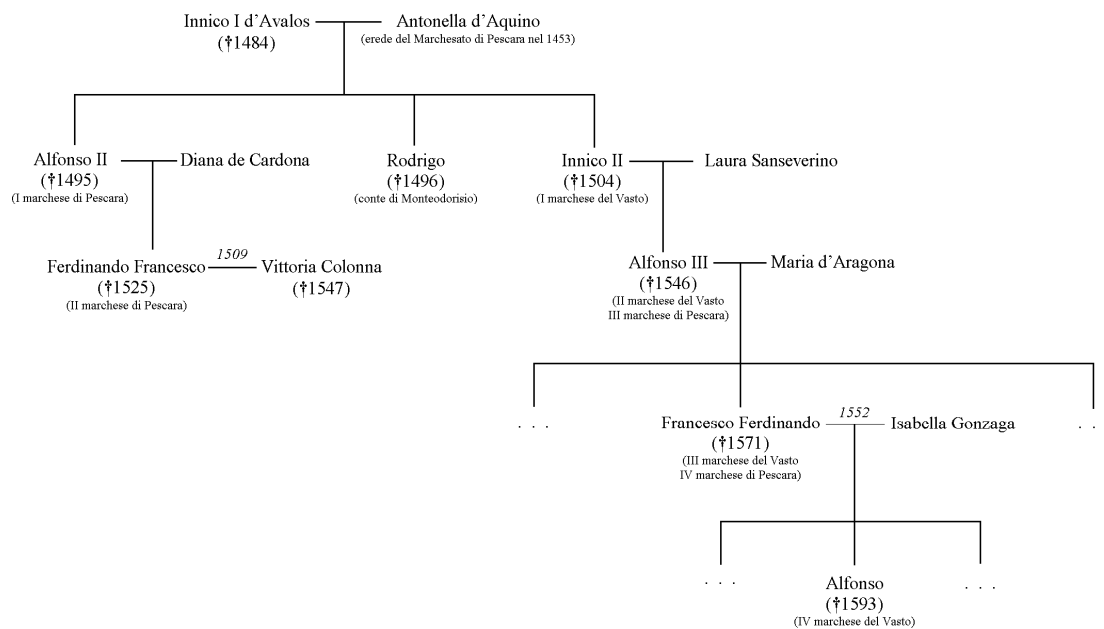 Innico I d’Avalos
(†1484)
Antonella d’Aquino
(erede del Marchesato di Pescara nel 1453)
Alfonso II
(†1495)
(I marchese di Pescara)
Diana de Cardona
Rodrigo
(†1496)
(conte di Monteodorisio)
Innico II
(†1504)
(I marchese del Vasto)
Laura Sanseverino
Ferdinando Francesco
(†1525)
(II marchese di Pescara)
1509
Vittoria Colonna
(†1547)
Alfonso III
(†1546)
(II marchese del Vasto
III marchese di Pescara)
Maria d’Aragona
. . .
Francesco Ferdinando
(†1571)
(III marchese del Vasto
IV marchese di Pescara)
1552
Isabella Gonzaga
. .
. . .
Alfonso
(†1593)
(IV marchese del Vasto)
. . .